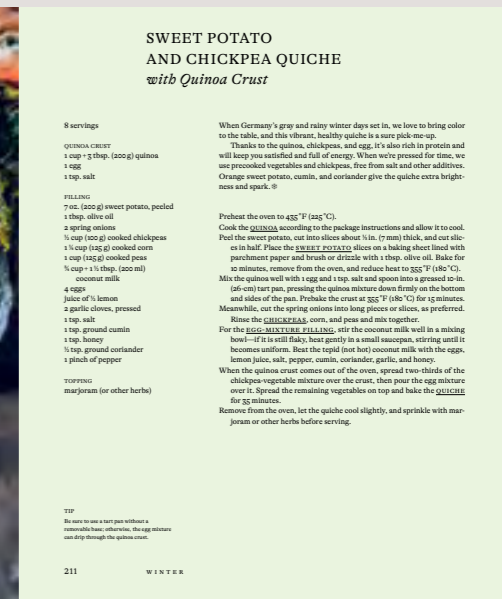 SWEET POTATO
AND CHICKPEA QUICHE
with Quinoa Crust
8 servings
QUINOA CRUST
1 cup + 3 tbsp. (200 g) quinoa
1 egg
1 tsp. salt
FILLING
7 oz. (200 g) sweet potato, peeled
1 tbsp. olive oil
2 spring onions
(100 g) cooked chickpeas
(125 g) cooked corn
1 cup (125 g) cooked peas
(200 ml)
coconut milk
4 eggs
juice of ½ lemon
2 garlic cloves, pressed
1 tsp. salt
1 tsp. ground cumin
1 tsp. honey
½ tsp. ground coriander
1 pinch of pepper
TOPPING
marjoram (or other herbs)
When Germany's gray and rainy winter days set in, we love to bring color
to the table, and this vibrant, healthy quiche is a sure pick-me-up.
Thanks to the quinoa, chickpeas, and egg, it's also rich in protein and
will keep you satisfied and full of energy. When we're pressed for time, we
use precooked vegetables and chickpeas, free from salt and other additives.
Orange sweet potato, cumin, and coriander give the quiche extra bright-
ness and spark.
Preheat the oven to 435°F (225°C).
Cook the QUINOA according to the package instructions and allow it to cool.
Peel the sweet potato, cut into slices about ¼ in. (7 mm) thick, and cut slic-
es in half. Place the SWEET POTATO slices on a baking sheet lined with
parchment paper and brush or drizzle with 1 tbsp. olive oil. Bake for
10 minutes, remove from the oven, and reduce heat to 355°F (180°C).
Mix the quinoa well with 1 egg and 1 tsp. salt and spoon into a greased 10-in.
(26-cm) tart pan, pressing the quinoa mixture down firmly on the bottom
and sides of the pan. Prebake the crust at 355°F (180°C) for 15 minutes.
Meanwhile, cut the spring onions into long pieces or slices, as preferred.
Rinse the CHICKPEAS, corn, and peas and mix together.
For the EGG-MIXTURE FILLING, stir the coconut milk well in a mixing
bowl—if it is still flaky, heat gently in a small saucepan, stirring until it
becomes uniform. Beat the tepid (not hot) coconut milk with the eggs,
lemon juice, salt, pepper, cumin, coriander, garlic, and honey.
When the quinoa crust comes out of the oven, spread two-thirds of the
chickpea-vegetable mixture over the crust, then pour the egg mixture
over it. Spread the remaining vegetables on top and bake the QUICHE
for 35 minutes.
Remove from the oven, let the quiche cool slightly, and sprinkle with mar-
joram or other herbs before serving.
TIP
Be sure to use a tart pan without a
removable base; otherwise, the egg mixture
can drip through the quinoa crust.
211
WINTER